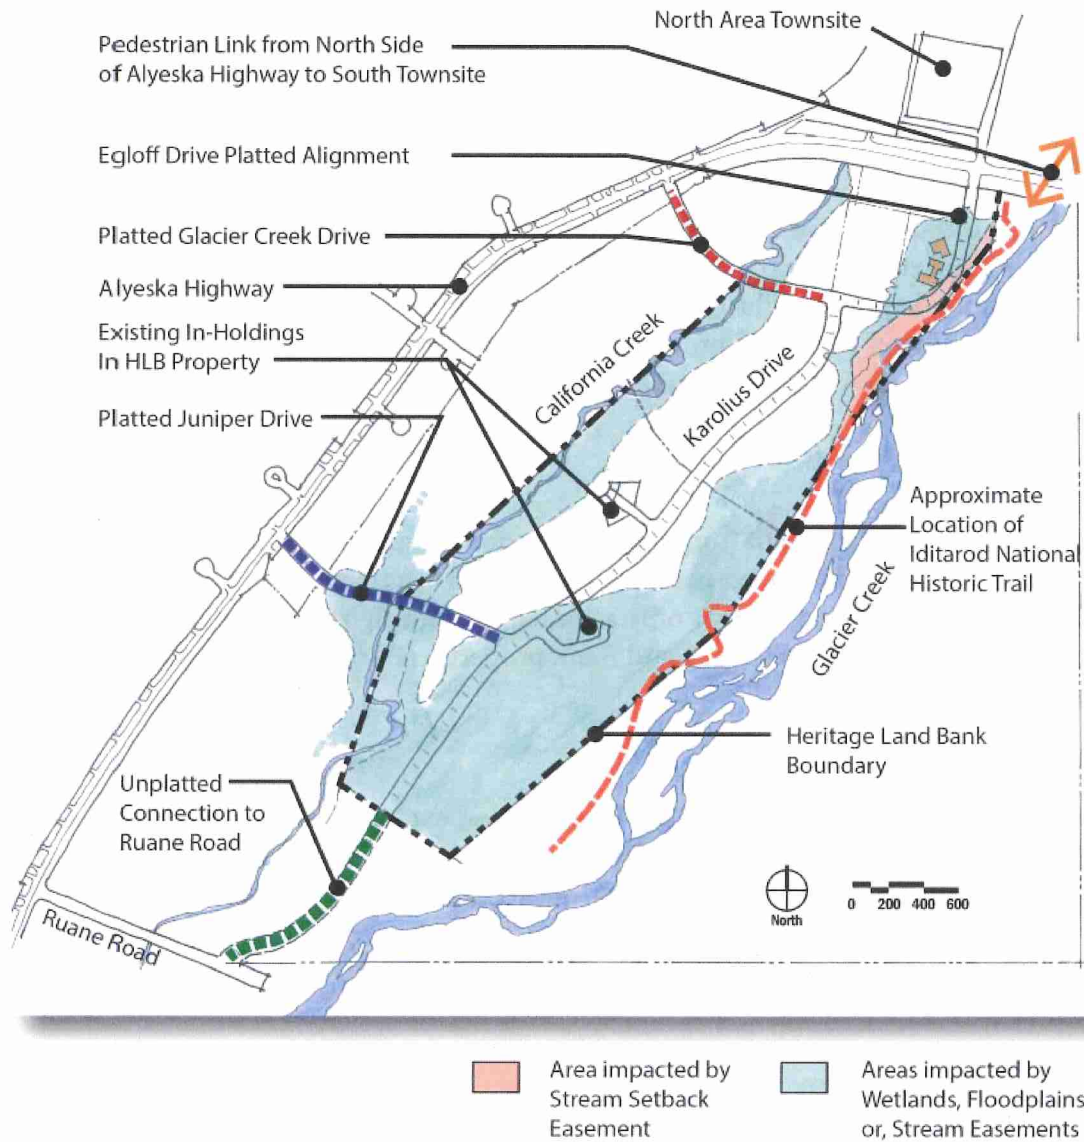 North Area Townsite
Pedestrian Link from North Side
of Alyeska Highway to South Townsite
Egloff Drive Platted Alignment
Platted Glacier Creek Drive
Alyeska Highway
Existing In-Holdings
In HLB Property
Platted Juniper Drive
California Creek
Karolius Drive
Approximate
Location of
Iditarod National
Historic Trail
Glacier Creek
Heritage Land Bank
Boundary
Unplatted
Connection to
Ruane Road
Ruane Road
North
0 200 400 600
Area impacted by
Stream Setback
Easement
Areas impacted by
Wetlands, Floodplains
or, Stream Easements